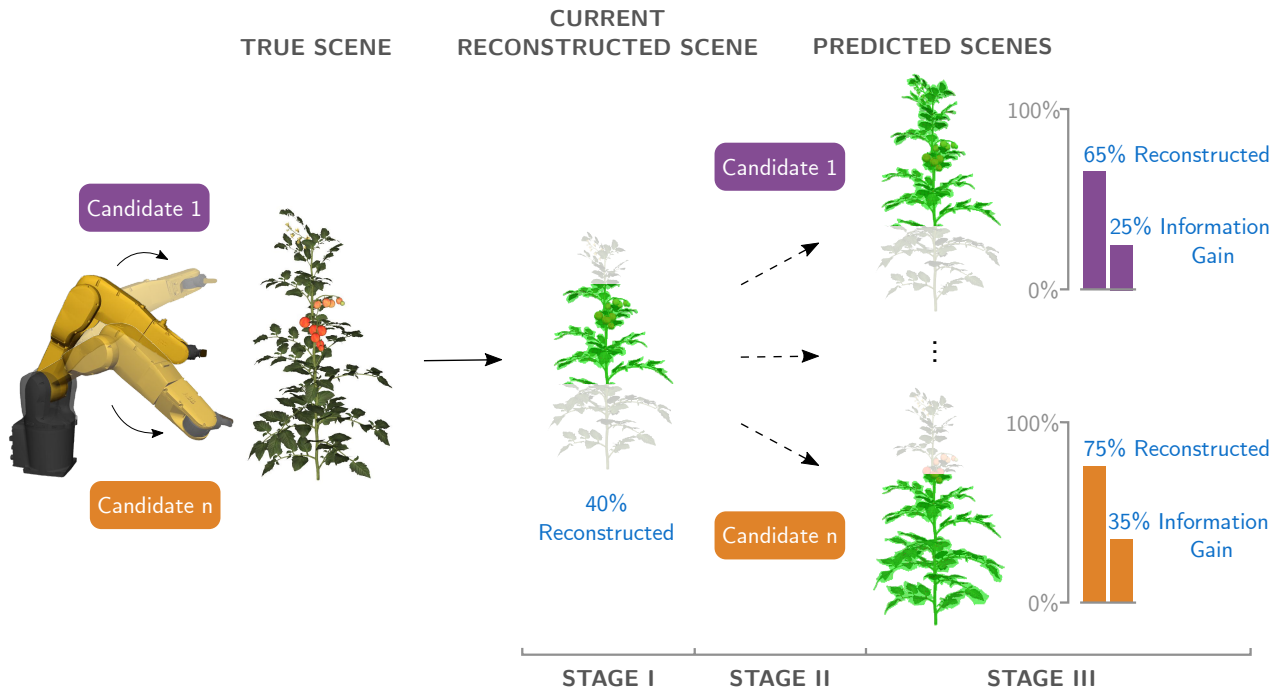 TRUE SCENE
CURRENT
RECONSTRUCTED SCENE
PREDICTED SCENES
Candidate 1
Candidate n
40%
Reconstructed
Candidate 1
100%
65% Reconstructed
25% Information
Gain
0%
Candidate n
100%
75% Reconstructed
35% Information
Gain
0%
STAGE I
STAGE II
STAGE III